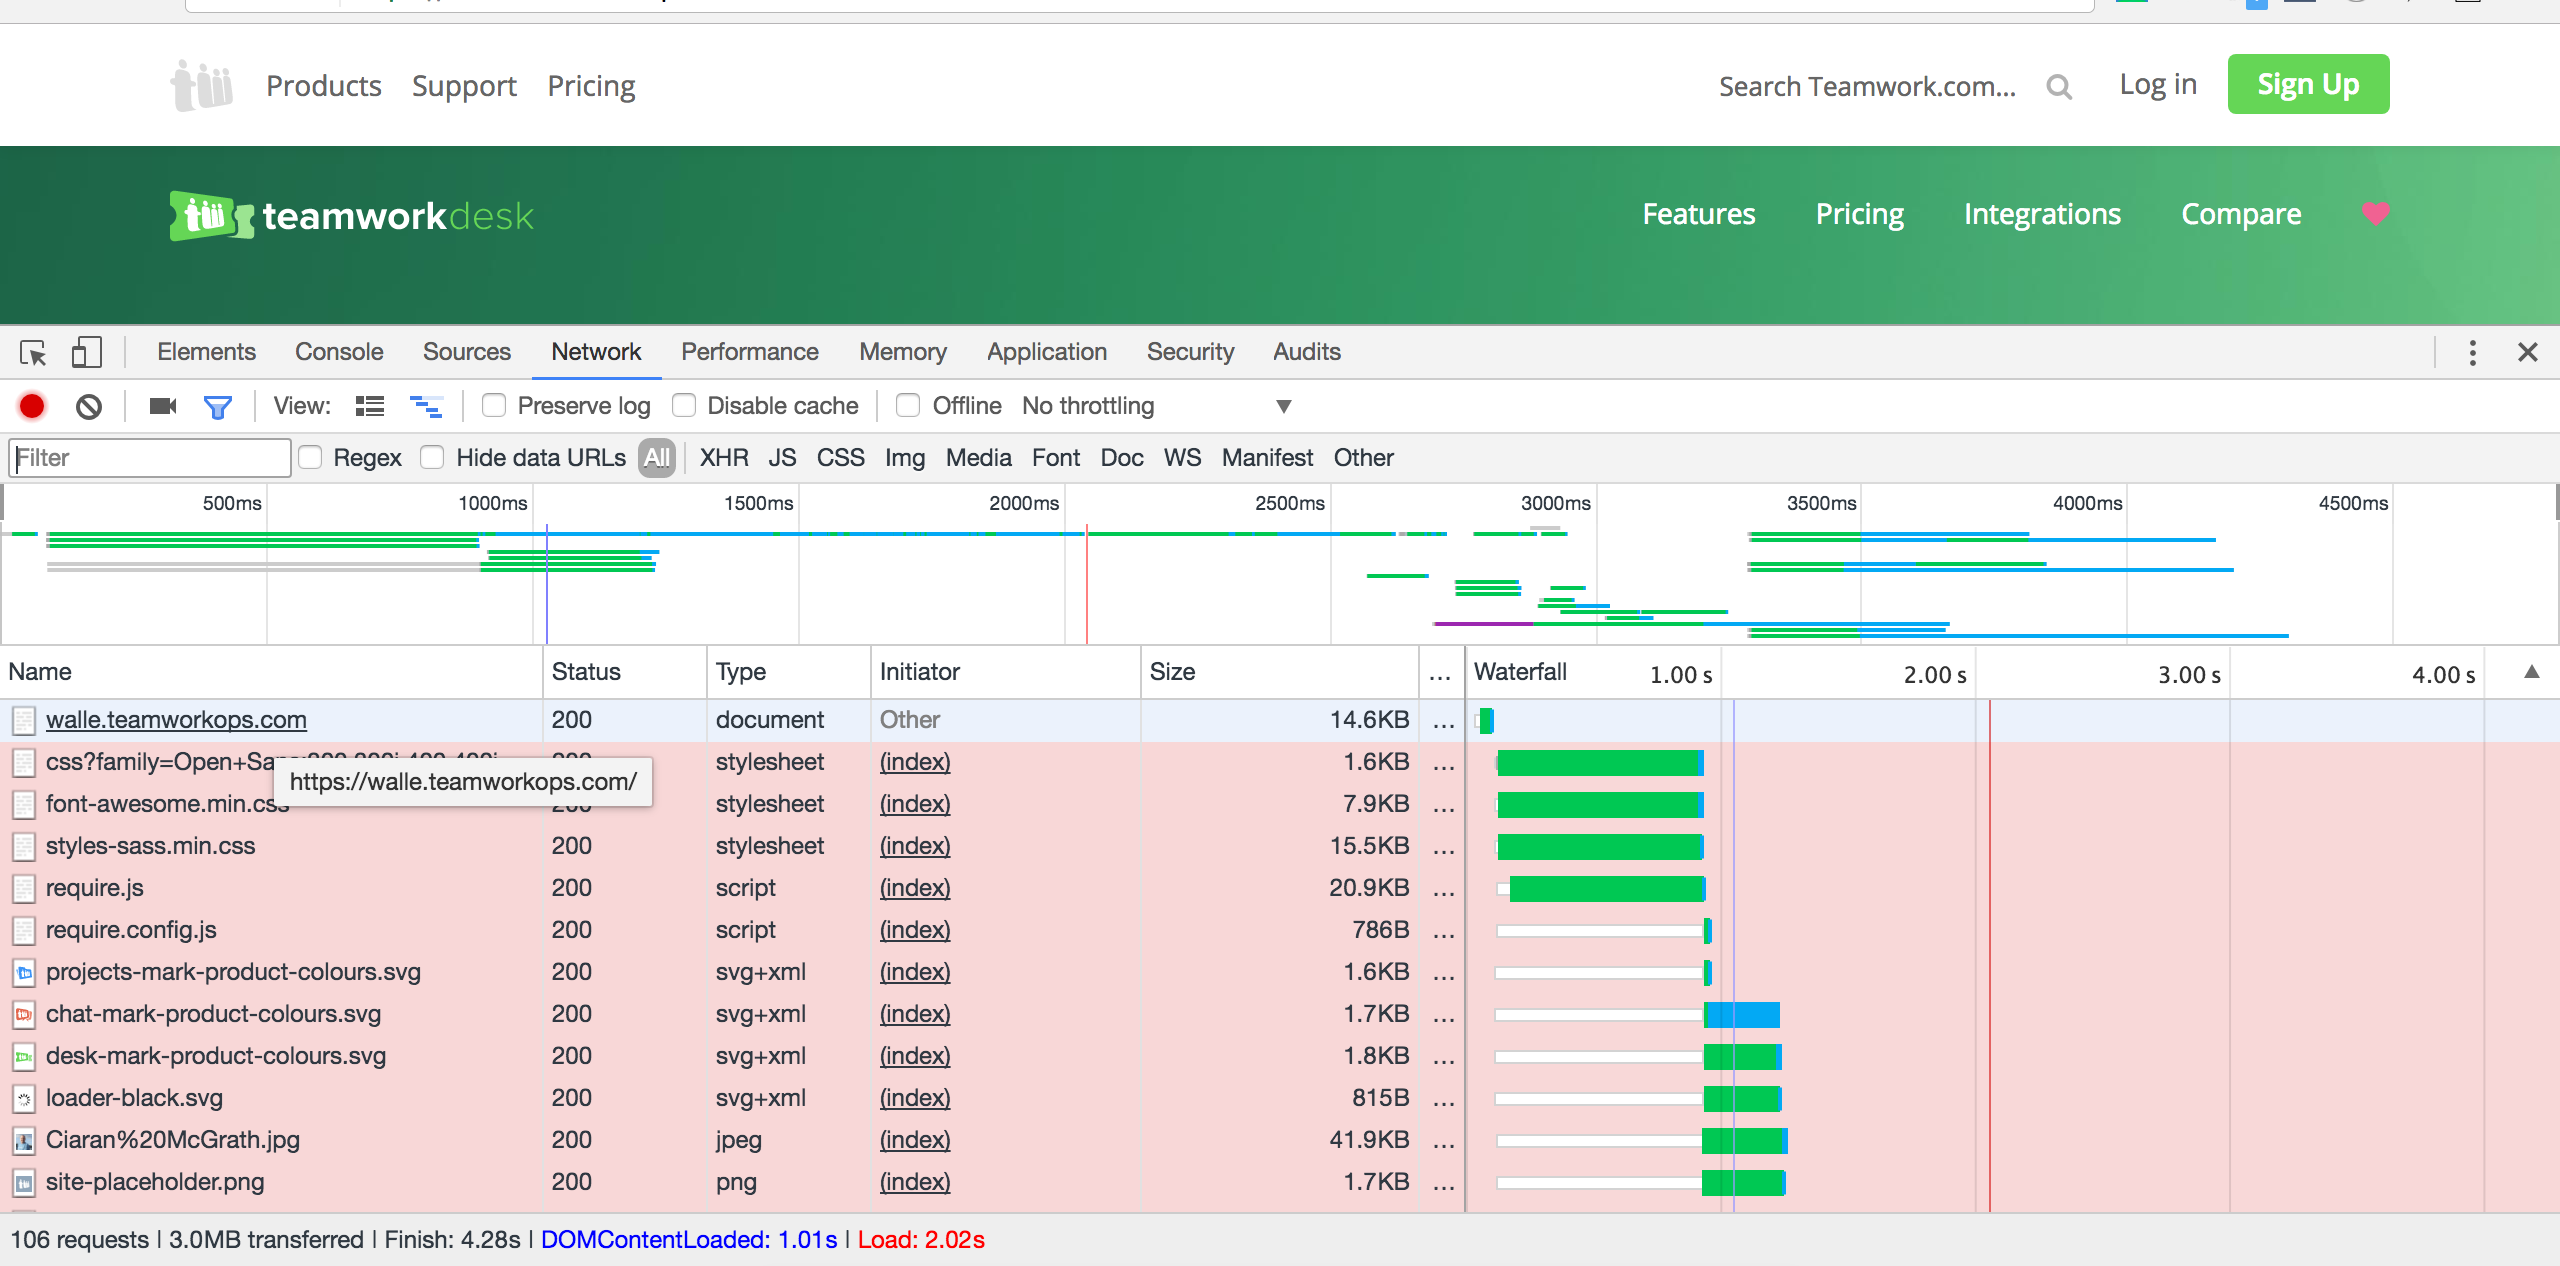 Products Support Pricing Search Teamwork.com... Log in Sign Up
teamworkdesk Features Pricing Integrations Compare
Elements Console Sources Network Performance Memory Application Security Audits
View: Preserve log Disable cache Offline No throttling
Filter Regex Hide data URLs All XHR JS CSS Img Media Font Doc WS Manifest Other
500ms 1000ms 1500ms 2000ms 2500ms 3000ms 3500ms 4000ms 4500ms
Name Status Type Initiator Size ... Waterfall 1.00 s 2.00 s 3.00 s 4.00 s
walle.teamworkops.com 200 document Other 14.6KB ...
css?family=Open+Sa stylesheet (index) 1.6KB ...
https://walle.teamworkops.com/
font-awesome.min.css 200 stylesheet (index) 7.9KB ...
styles-sass.min.css 200 stylesheet (index) 15.5KB ...
require.js 200 script (index) 20.9KB ...
require.config.js 200 script (index) 786B ...
projects-mark-product-colours.svg 200 svg+xml (index) 1.6KB ...
chat-mark-product-colours.svg 200 svg+xml (index) 1.7KB ...
desk-mark-product-colours.svg 200 svg+xml (index) 1.8KB ...
loader-black.svg 200 svg+xml (index) 815B ...
Ciaran%20McGrath.jpg 200 jpeg (index) 41.9KB ...
site-placeholder.png 200 png (index) 1.7KB ...
106 requests | 3.0MB transferred | Finish: 4.28s | DOMContentLoaded: 1.01s | Load: 2.02s